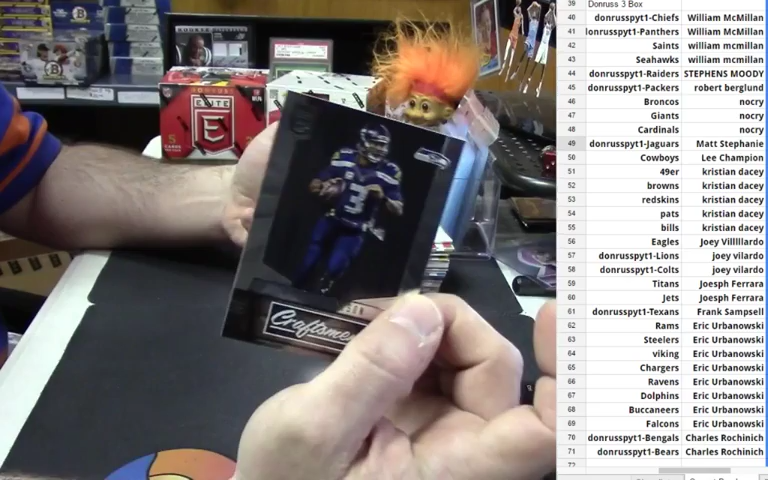 39 Donruss 3 Box
40 donrusspyt1-Chiefs William McMillan
41 lonrusspyt1-Panthers William McMillan
42 Saints william mcmillan
43 Seahawks william mcmillan
44 donrusspyt1-Raiders STEPHENS MOODY
45 donrusspyt1-Packers robert berglund
46 Broncos nocry
47 Giants nocry
48 Cardinals nocry
49 donrusspyt1-Jaguars Matt Stephanie
50 Cowboys Lee Champion
51 49er kristian dacey
52 browns kristian dacey
53 redskins kristian dacey
54 pats kristian dacey
55 bills kristian dacey
56 Eagles Joey Villlllardo
57 donrusspyt1-Lions joey vilardo
58 donrusspyt1-Colts joey vilardo
59 Titans Joesph Ferrara
60 Jets Joesph Ferrara
61 donrusspyt1-Texans Frank Sampsell
62 Rams Eric Urbanowski
63 Steelers Eric Urbanowski
64 viking Eric Urbanowski
65 Chargers Eric Urbanowski
66 Ravens Eric Urbanowski
67 Dolphins Eric Urbanowski
68 Buccaneers Eric Urbanowski
69 Falcons Eric Urbanowski
70 donrusspyt1-Bengals Charles Rochinich
71 donrusspyt1-Bears Charles Rochinich
ELITE
E
5
B
3
Craftsme